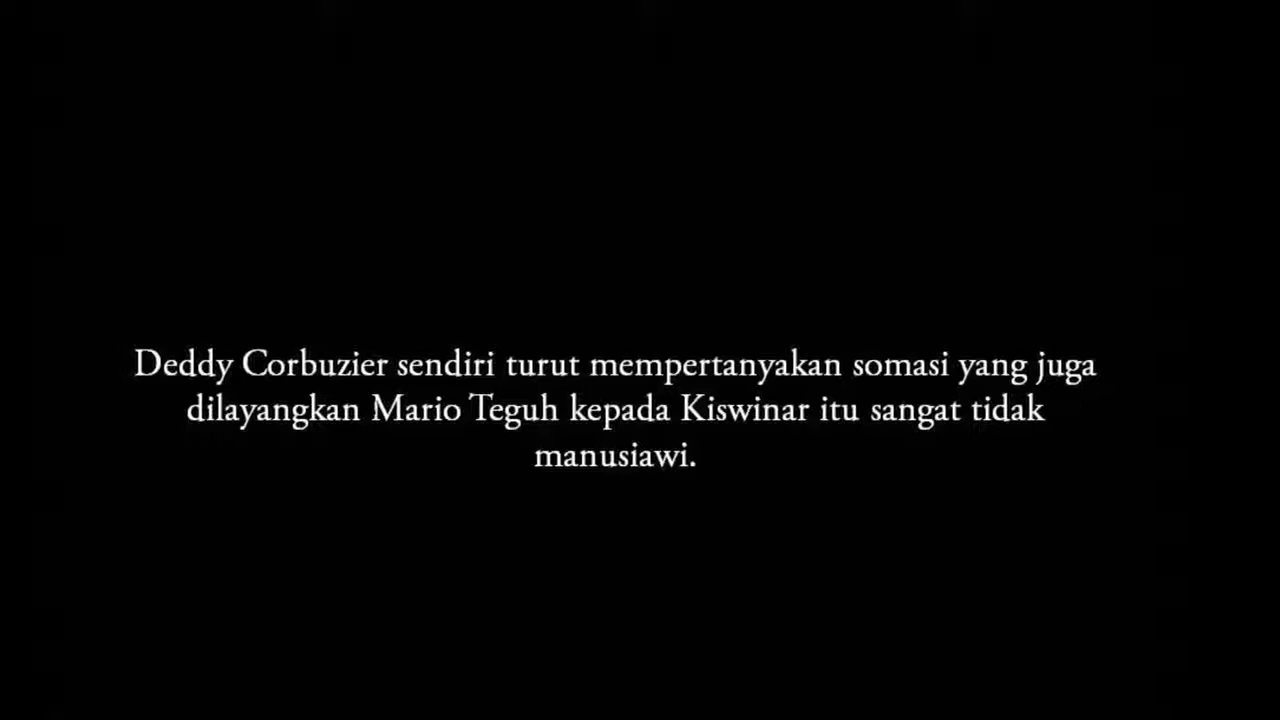 Deddy Corbuzier sendiri turut mempertanyakan somasi yang juga
dilayangkan Mario Teguh kepada Kiswinar itu sangat tidak
manusiawi.